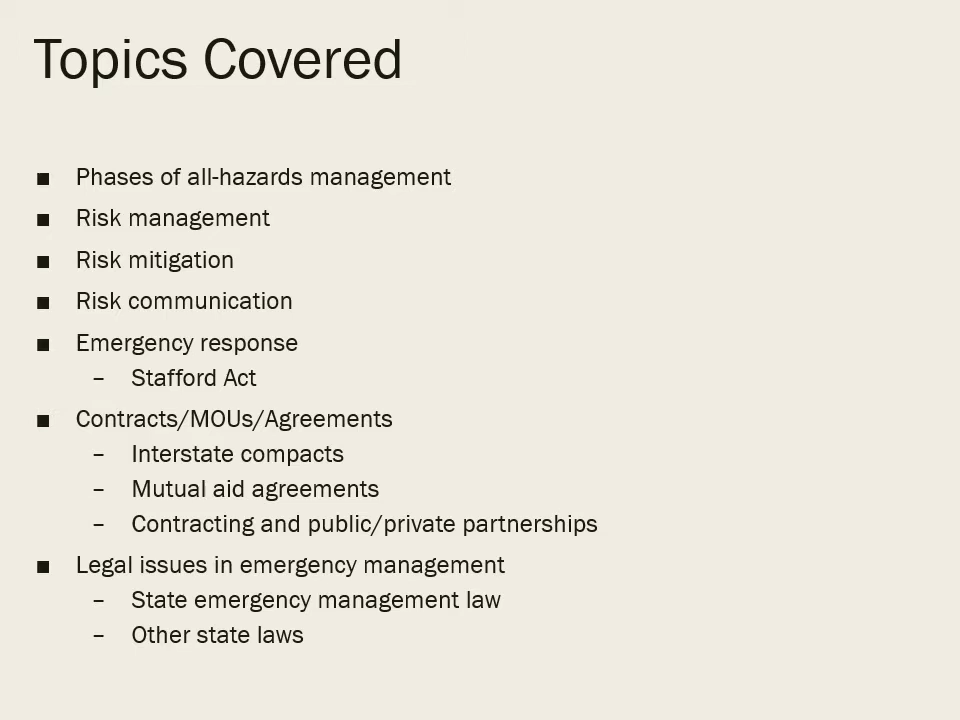 Topics Covered
■ Phases of all-hazards management
■ Risk management
■ Risk mitigation
■ Risk communication
■ Emergency response
– Stafford Act
■ Contracts/MOUs/Agreements
– Interstate compacts
– Mutual aid agreements
– Contracting and public/private partnerships
■ Legal issues in emergency management
– State emergency management law
– Other state laws